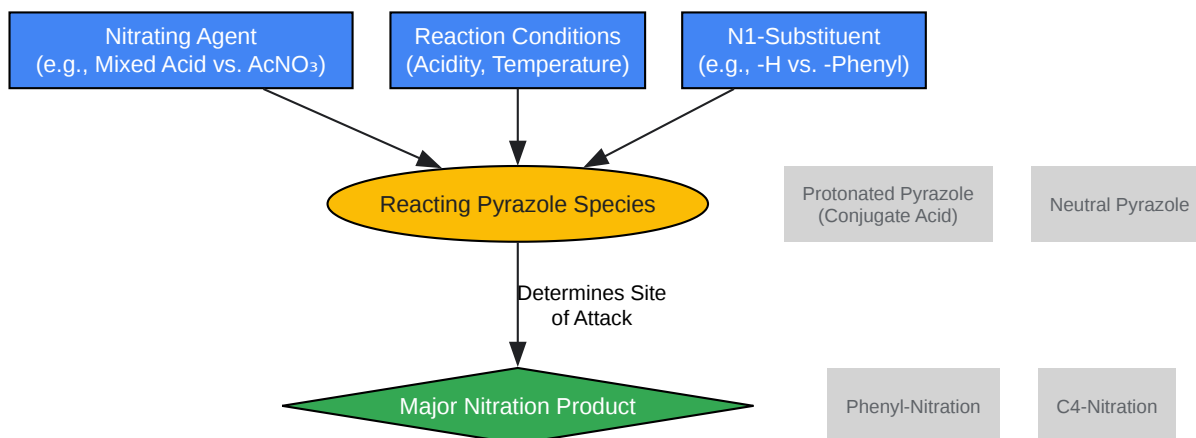 Nitrating Agent
(e.g., Mixed Acid vs. AcNO₃)
Reaction Conditions
(Acidity, Temperature)
N1-Substituent
(e.g., -H vs. -Phenyl)
Reacting Pyrazole Species
Protonated Pyrazole
(Conjugate Acid)
Neutral Pyrazole
Determines Site
of Attack
Major Nitration Product
Phenyl-Nitration
C4-Nitration